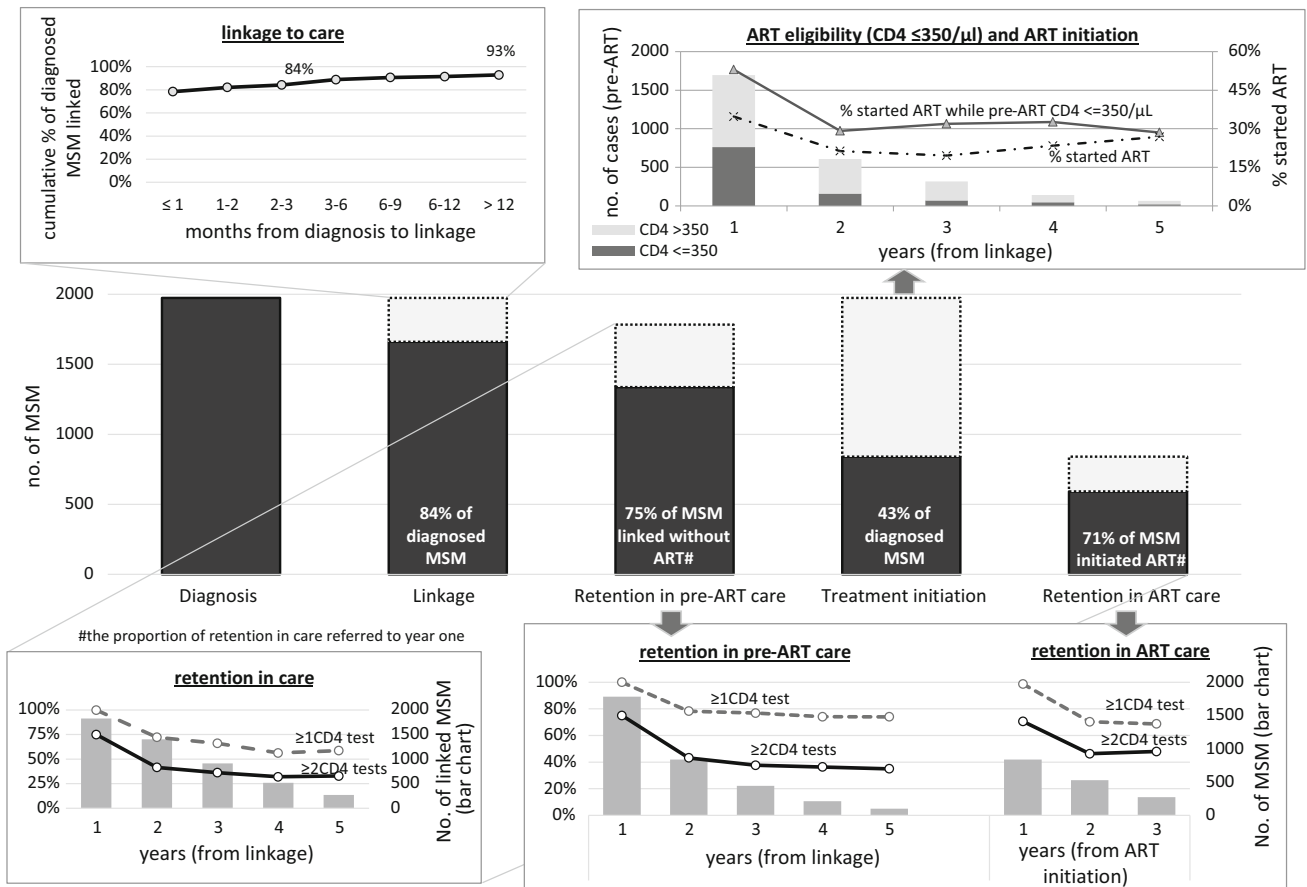 linkage to care
93%
84%
100%
80%
60%
40%
20%
0%
cumulative % of diagnosed
MSM linked
≤ 1 1-2 2-3 3-6 6-9 6-12 > 12
months from diagnosis to linkage
ART eligibility (CD4 ≤350/µl) and ART initiation
2000
1500
1000
500
0
no. of cases (pre-ART)
60%
45%
30%
15%
0%
% started ART
% started ART while pre-ART CD4 <=350/µL
% started ART
1 2 3 4 5
years (from linkage)
CD4 >350
CD4 <=350
2000
1500
1000
500
0
no. of MSM
84% of
diagnosed
MSM
75% of MSM
linked without
ART#
43% of
diagnosed
MSM
71% of MSM
initiated ART#
Diagnosis Linkage Retention in pre-ART care Treatment initiation Retention in ART care
#the proportion of retention in care referred to year one
retention in care
100%
75%
50%
25%
0%
≥1CD4 test
≥2CD4 tests
2000
1500
1000
500
0
No. of linked MSM
(bar chart)
1 2 3 4 5
years (from linkage)
retention in pre-ART care
100%
80%
60%
40%
20%
0%
≥1CD4 test
≥2CD4 tests
1 2 3 4 5
years (from linkage)
retention in ART care
≥1CD4 test
≥2CD4 tests
2000
1500
1000
500
0
No. of MSM (bar chart)
1 2 3
years (from ART
initiation)